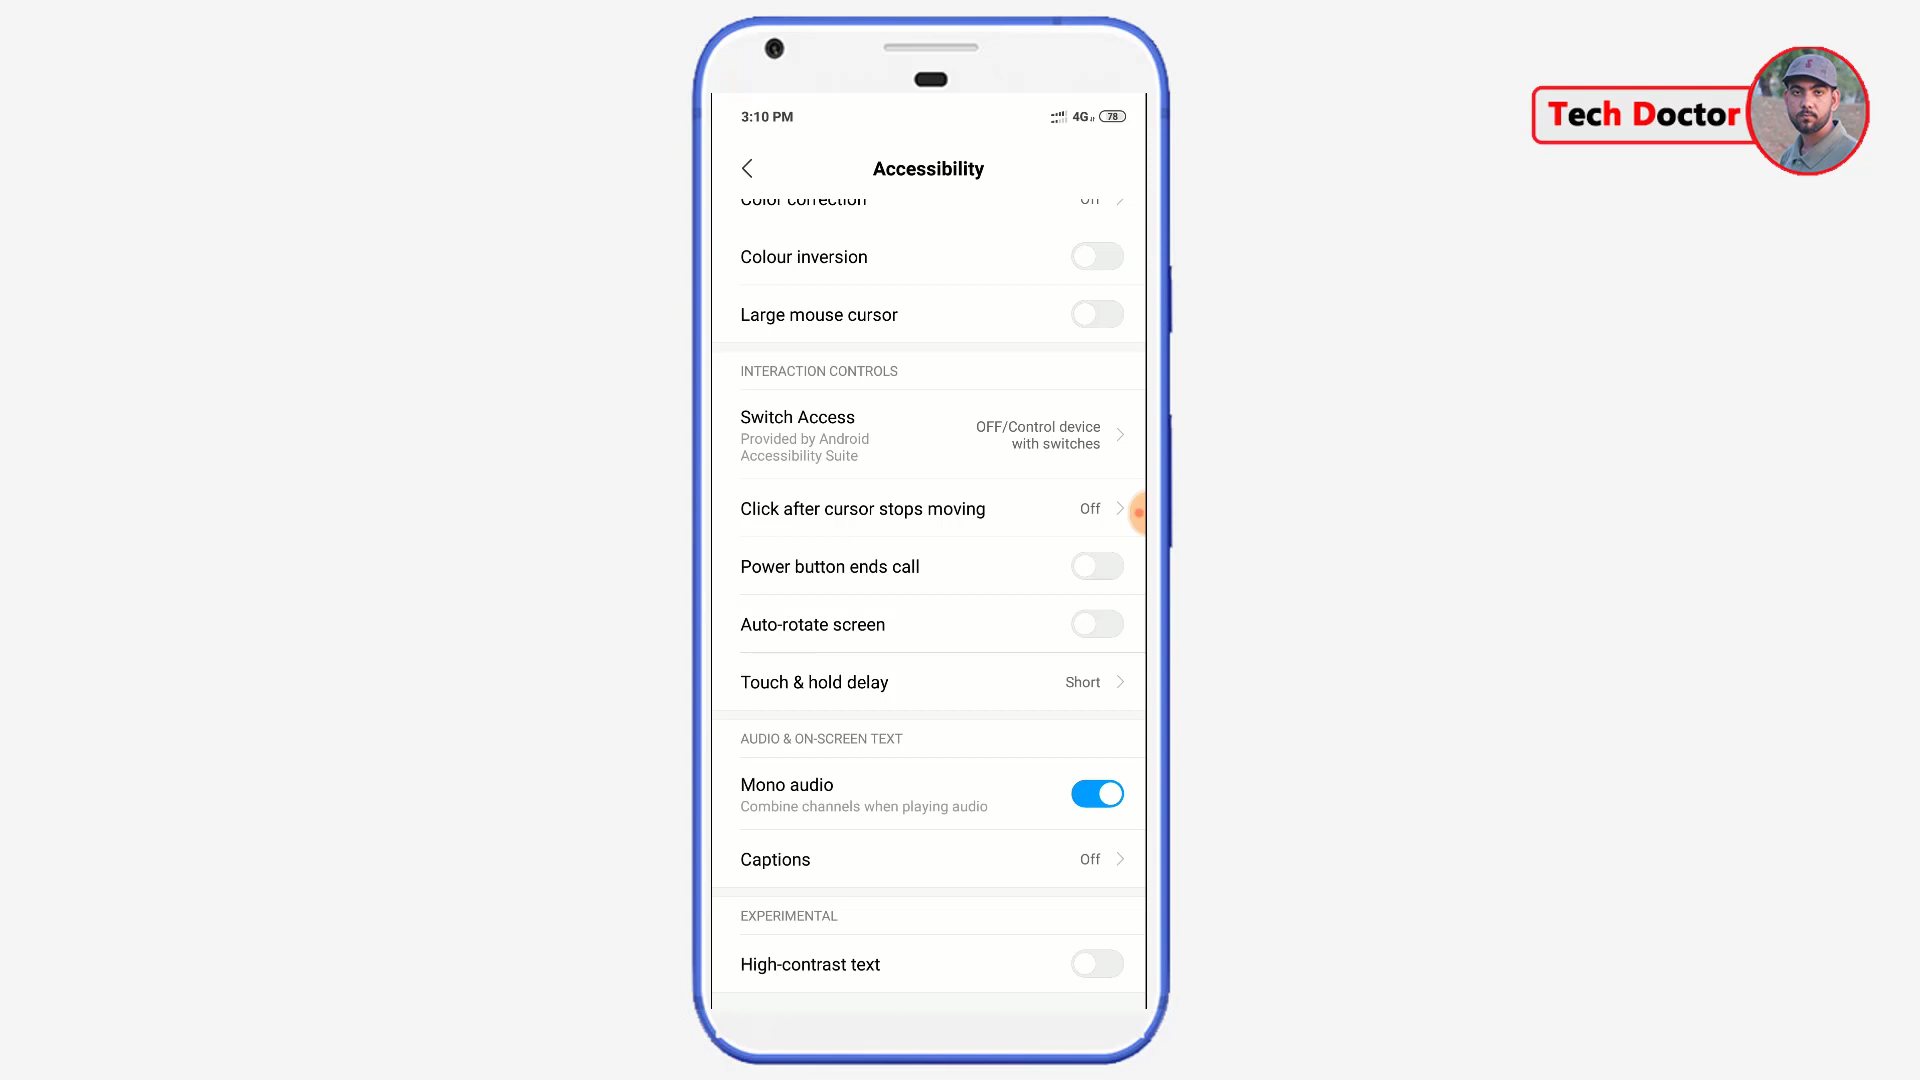 3:10 PM 4G 78
Tech Doctor
Accessibility
Color correction Off
Colour inversion
Large mouse cursor
INTERACTION CONTROLS
Switch Access
Provided by Android
Accessibility Suite
OFF/Control device
with switches
Click after cursor stops moving Off
Power button ends call
Auto-rotate screen
Touch & hold delay Short
AUDIO & ON-SCREEN TEXT
Mono audio
Combine channels when playing audio
Captions Off
EXPERIMENTAL
High-contrast text